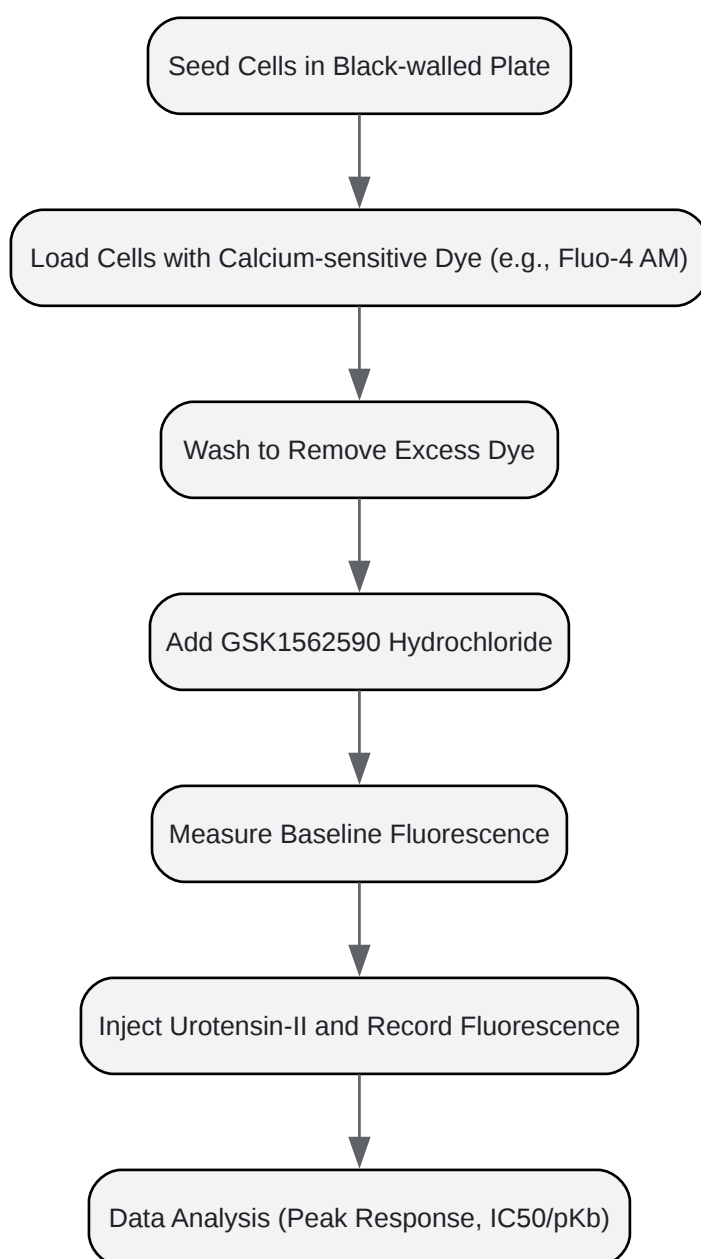 Seed Cells in Black-walled Plate
Load Cells with Calcium-sensitive Dye (e.g., Fluo-4 AM)
Wash to Remove Excess Dye
Add GSK1562590 Hydrochloride
Measure Baseline Fluorescence
Inject Urotensin-II and Record Fluorescence
Data Analysis (Peak Response, IC50/pKb)